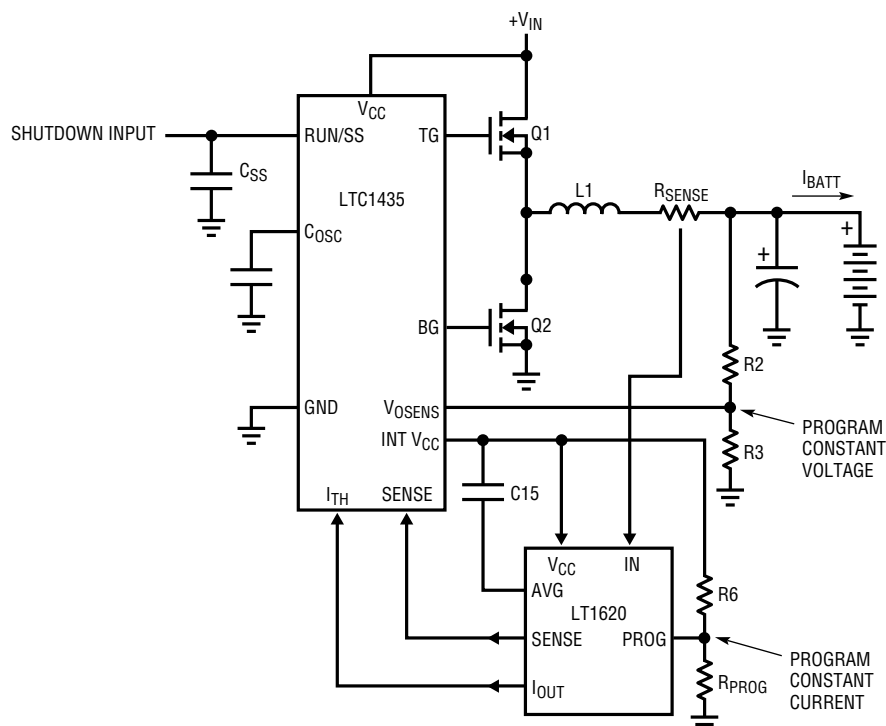 +VIN
VCC
SHUTDOWN INPUT
RUN/SS
TG
Q1
CSS
LTC1435
L1
RSENSE
IBATT
COSC
+
+
BG
Q2
R2
GND
VOSENS
PROGRAM
CONSTANT
VOLTAGE
INT VCC
R3
ITH
SENSE
C15
VCC
IN
AVG
R6
LT1620
SENSE
PROG
PROGRAM
CONSTANT
CURRENT
IOUT
RPROG